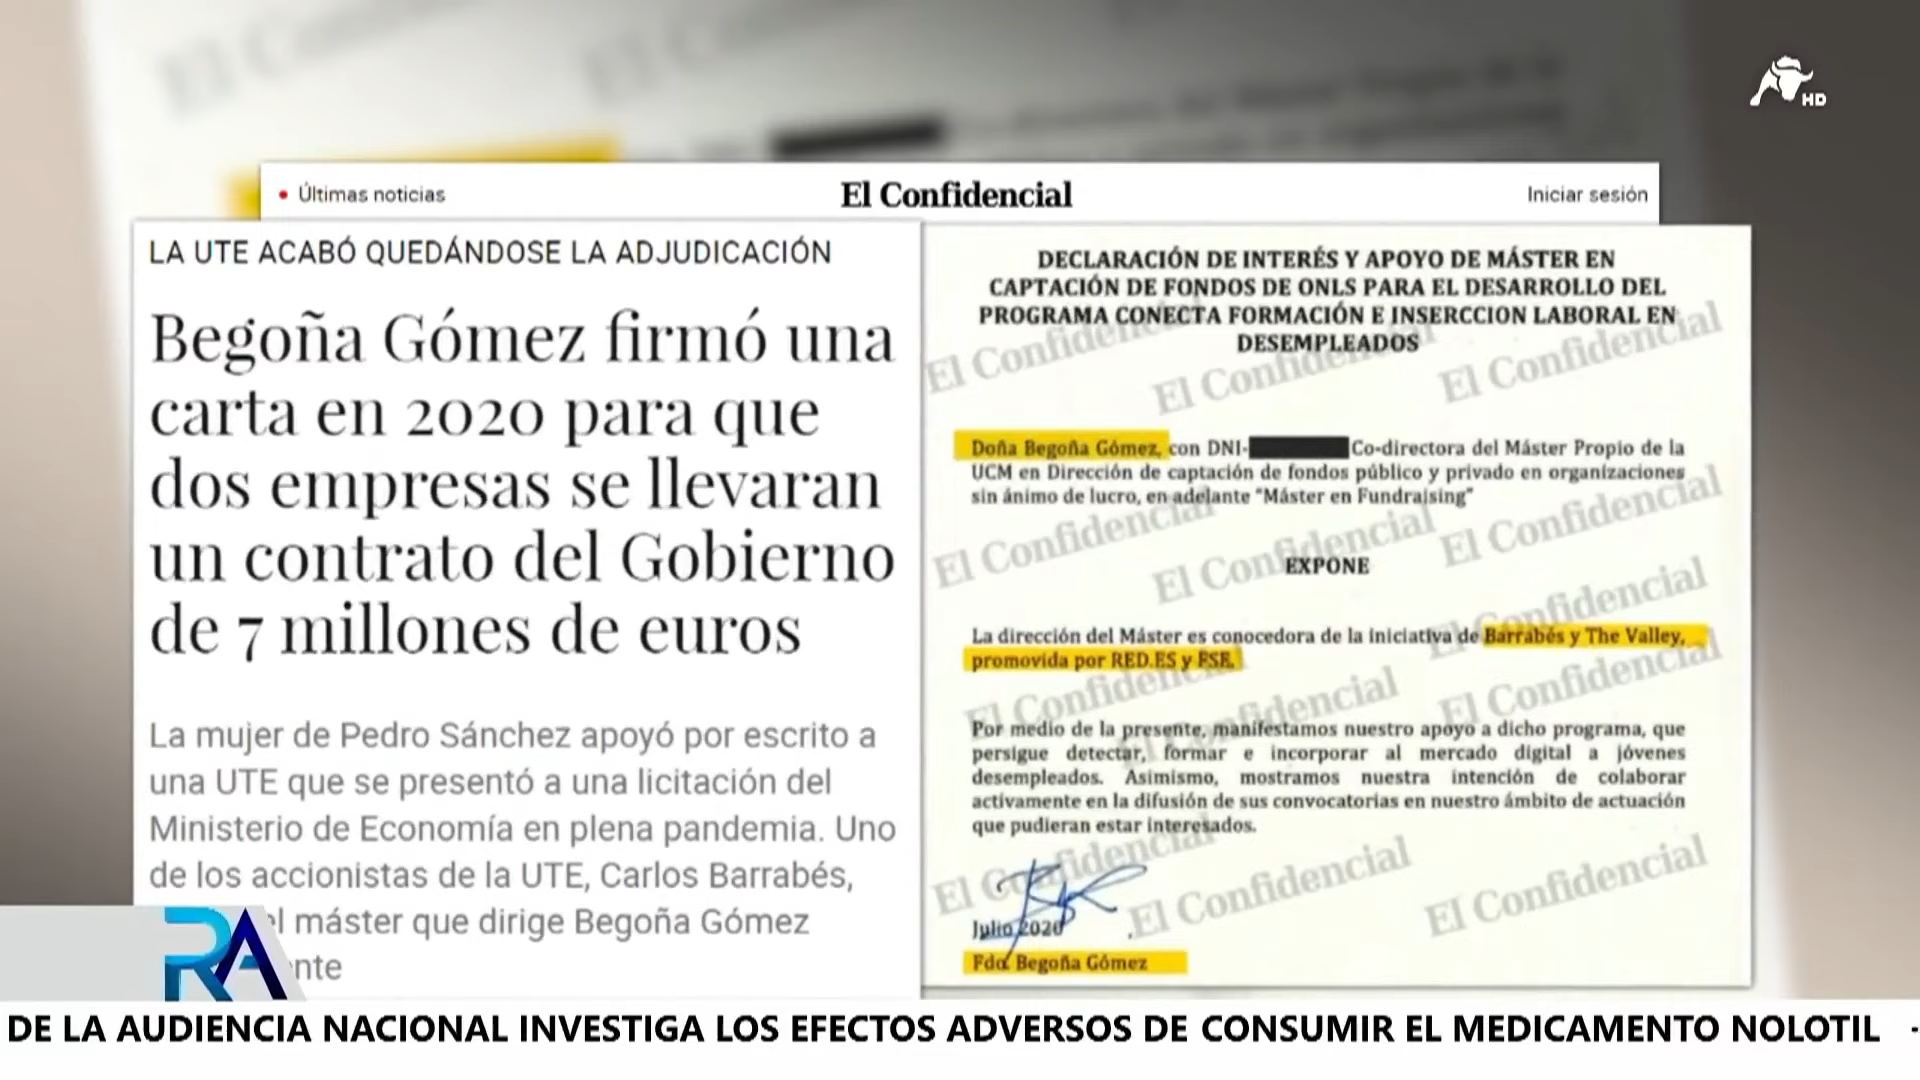 HD
• Últimas noticias
El Confidencial
Iniciar sesión
LA UTE ACABÓ QUEDÁNDOSE LA ADJUDICACIÓN
Begoña Gómez firmó una
carta en 2020 para que
dos empresas se llevaran
un contrato del Gobierno
de 7 millones de euros
La mujer de Pedro Sánchez apoyó por escrito a
una UTE que se presentó a una licitación del
Ministerio de Economía en plena pandemia. Uno
de los accionistas de la UTE, Carlos Barrabés,
el máster que dirige Begoña Gómez
nte
DECLARACIÓN DE INTERÉS Y APOYO DE MÁSTER EN
CAPTACIÓN DE FONDOS DE ONLS PARA EL DESARROLLO DEL
PROGRAMA CONECTA FORMACIÓN E INSERCCION LABORAL EN
DESEMPLEADOS
Doña Begoña Gómez, con DNI- Co-directora del Máster Propio de la
UCM en Dirección de captación de fondos público y privado en organizaciones
sin ánimo de lucro, en adelante "Máster en Fundraising"
EXPONE
La dirección del Máster es conocedora de la iniciativa de Barrabés y The Valley,
promovida por RED.ES y FSE.
Por medio de la presente, manifestamos nuestro apoyo a dicho programa, que
persigue detectar, formar e incorporar al mercado digital a jóvenes
desempleados. Asimismo, mostramos nuestra intención de colaborar
activamente en la difusión de sus convocatorias en nuestro ámbito de actuación
que pudieran estar interesados.
Julio 2020
Fdo. Begoña Gómez
RA
DE LA AUDIENCIA NACIONAL INVESTIGA LOS EFECTOS ADVERSOS DE CONSUMIR EL MEDICAMENTO NOLOTIL